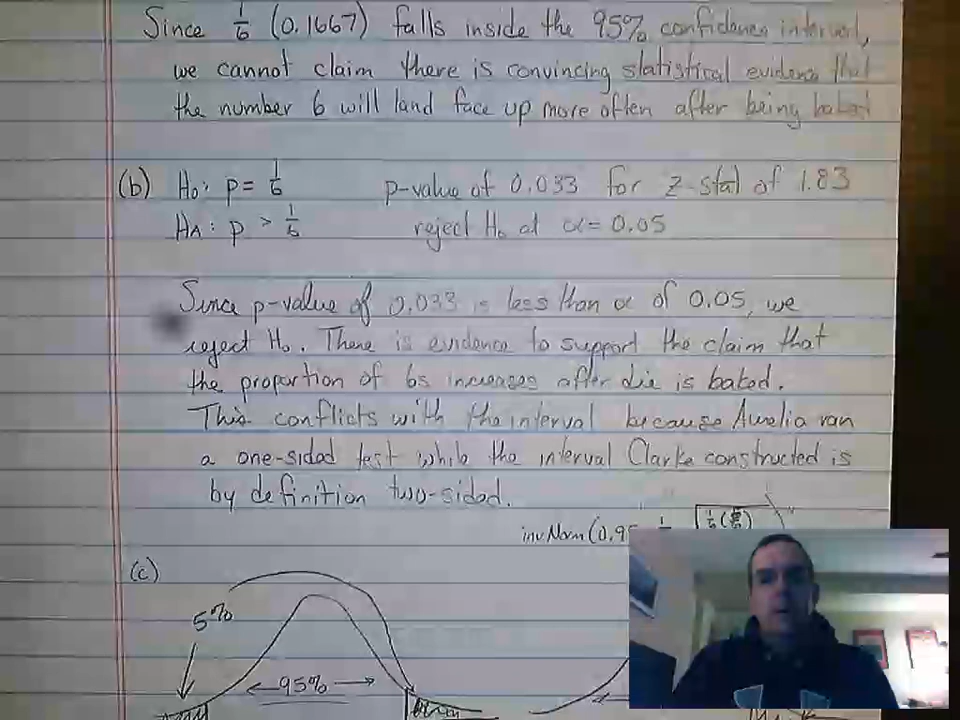 Since 1/6 (0.1667) falls inside the 95% confidence interval,
we cannot claim there is convincing statistical evidence that
the number 6 will land face up more often after being baked
(b) H₀: p = 1/6 p-value of 0.033 for z-stat of 1.83
Hᴀ: p > 1/6 reject H₀ at α = 0.05
Since p-value of 0.033 is less than α of 0.05, we
reject H₀. There is evidence to support the claim that
the proportion of 6s increases after die is baked.
This conflicts with the interval because Aurelia ran
a one-sided test while the interval Clarke constructed is
by definition two-sided.
invNorm(0.95
(c)
5%
95%